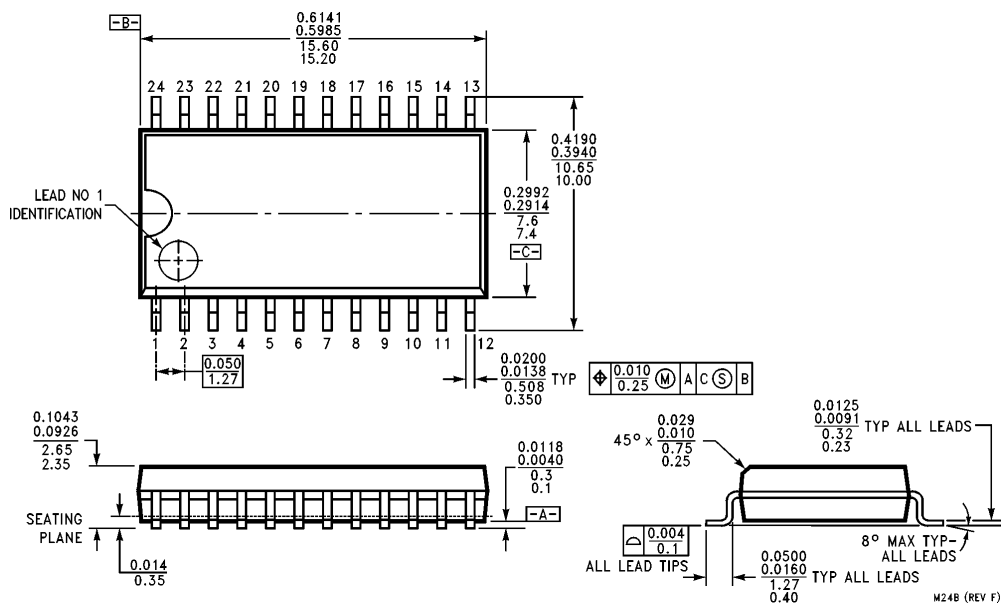 -B-
0.6141
0.5985
15.60
15.20
24 23 22 21 20 19 18 17 16 15 14 13
0.4190
0.3940
10.65
10.00
LEAD NO 1
IDENTIFICATION
0.2992
0.2914
7.6
7.4
-C-
1 2 3 4 5 6 7 8 9 10 11 12
0.050
1.27
0.0200
0.0138
0.508
0.350
TYP
⌖ 0.010 Ⓜ A C Ⓢ B
0.25
0.1043
0.0926
2.65
2.35
0.0118
0.0040
0.3
0.1
-A-
SEATING
PLANE
0.014
0.35
45° x
0.029
0.010
0.75
0.25
0.0125
0.0091
0.32
0.23
TYP ALL LEADS
0.004
0.1
ALL LEAD TIPS
0.0500
0.0160
1.27
0.40
TYP ALL LEADS
8° MAX TYP-
ALL LEADS
M24B (REV F)